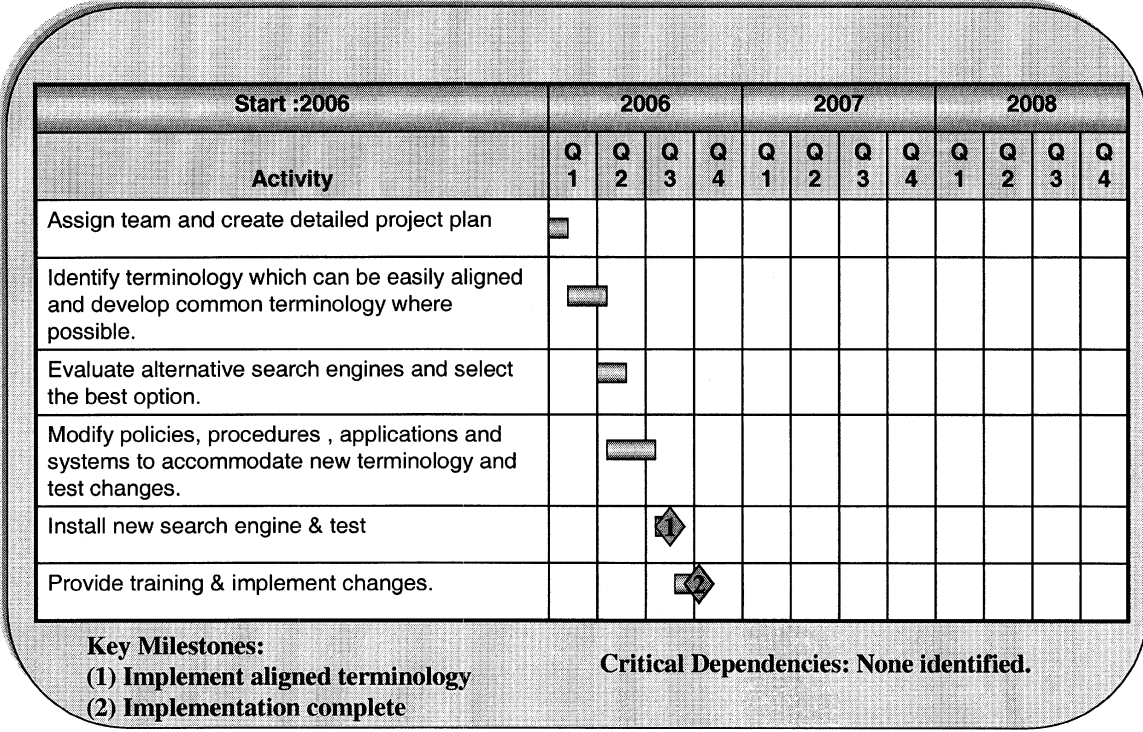 Start :2006 2006 2007 2008
Activity Q 1 Q 2 Q 3 Q 4 Q 1 Q 2 Q 3 Q 4 Q 1 Q 2 Q 3 Q 4
Assign team and create detailed project plan
Identify terminology which can be easily aligned
and develop common terminology where
possible.
Evaluate alternative search engines and select
the best option.
Modify policies, procedures , applications and
systems to accommodate new terminology and
test changes.
Install new search engine & test
1
Provide training & implement changes.
2
Key Milestones:
(1) Implement aligned terminology
(2) Implementation complete
Critical Dependencies: None identified.